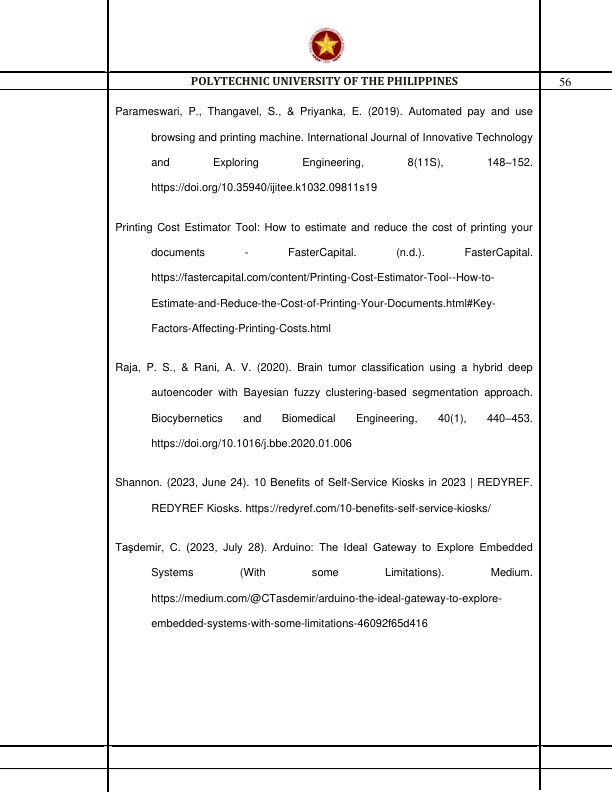 POLYTECHNIC UNIVERSITY OF THE PHILIPPINES
56
Parameswari, P., Thangavel, S., & Priyanka, E. (2019). Automated pay and use
browsing and printing machine. International Journal of Innovative Technology
and Exploring Engineering, 8(11S), 148–152.
https://doi.org/10.35940/ijitee.k1032.09811s19
Printing Cost Estimator Tool: How to estimate and reduce the cost of printing your
documents - FasterCapital. (n.d.). FasterCapital.
https://fastercapital.com/content/Printing-Cost-Estimator-Tool--How-to-
Estimate-and-Reduce-the-Cost-of-Printing-Your-Documents.html#Key-
Factors-Affecting-Printing-Costs.html
Raja, P. S., & Rani, A. V. (2020). Brain tumor classification using a hybrid deep
autoencoder with Bayesian fuzzy clustering-based segmentation approach.
Biocybernetics and Biomedical Engineering, 40(1), 440–453.
https://doi.org/10.1016/j.bbe.2020.01.006
Shannon. (2023, June 24). 10 Benefits of Self-Service Kiosks in 2023 | REDYREF.
REDYREF Kiosks. https://redyref.com/10-benefits-self-service-kiosks/
Taşdemir, C. (2023, July 28). Arduino: The Ideal Gateway to Explore Embedded
Systems (With some Limitations). Medium.
https://medium.com/@CTasdemir/arduino-the-ideal-gateway-to-explore-
embedded-systems-with-some-limitations-46092f65d416